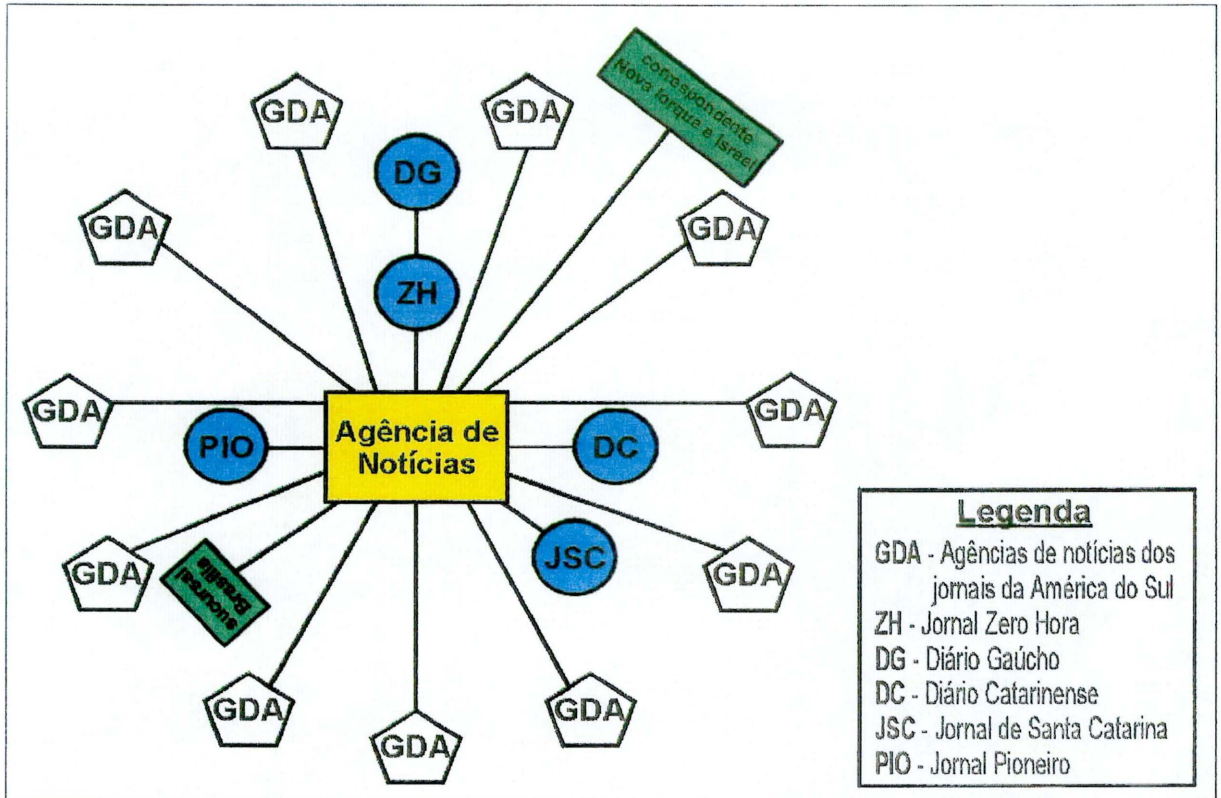 GDA
GDA
correspondente
Nova Iorque e Israel
DG
GDA
GDA
ZH
GDA
GDA
PIO
Agência de
Notícias
DC
GDA
sucursal
Brasília
JSC
GDA
GDA
GDA
GDA
Legenda
GDA - Agências de notícias dos
jornais da América do Sul
ZH - Jornal Zero Hora
DG - Diário Gaúcho
DC - Diário Catarinense
JSC - Jornal de Santa Catarina
PIO - Jornal Pioneiro